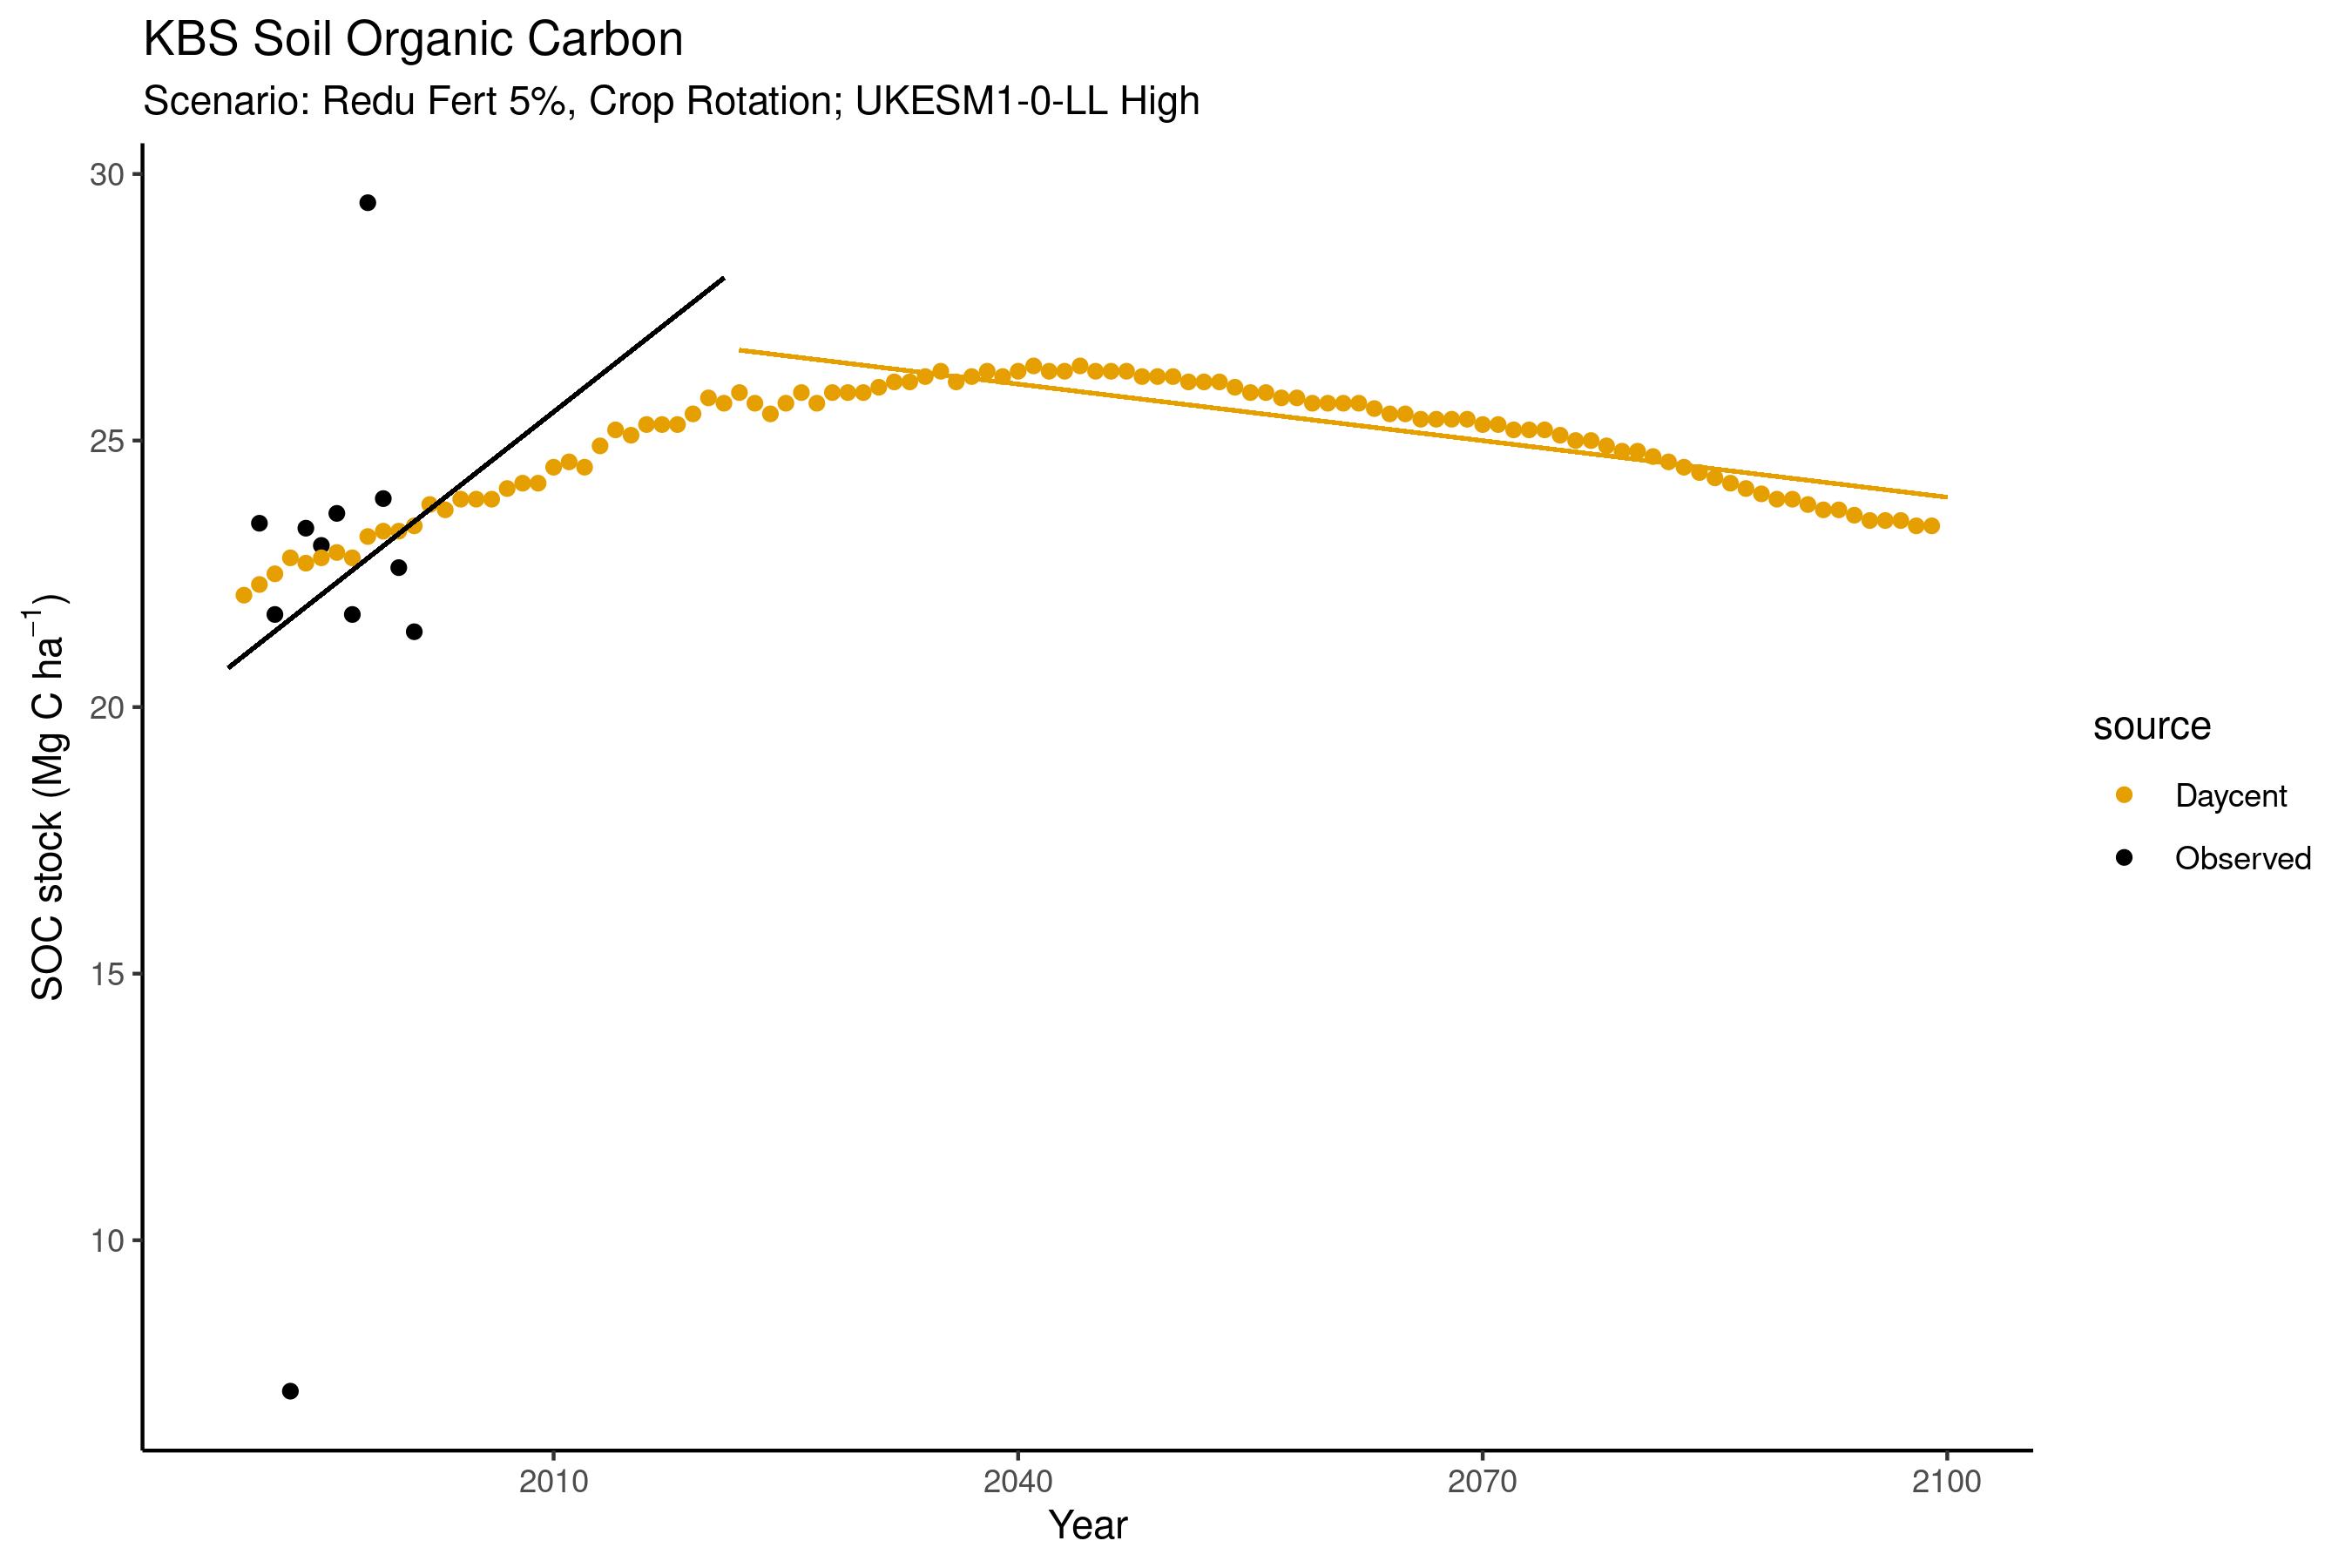 KBS Soil Organic Carbon
Scenario: Redu Fert 5%, Crop Rotation; UKESM1-0-LL High
30
25
20
15
10
SOC stock (Mg C ha⁻¹)
2010 2040 2070 2100
Year
source
Daycent
Observed